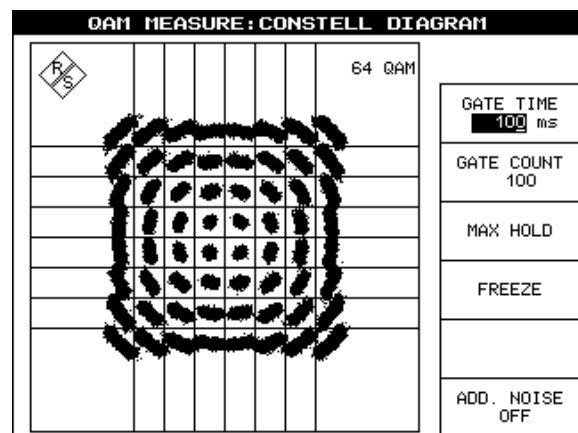 QAM MEASURE:CONSTELL DIAGRAM
R/S
64 QAM
GATE TIME
100 ms
GATE COUNT
100
MAX HOLD
FREEZE
ADD. NOISE
OFF